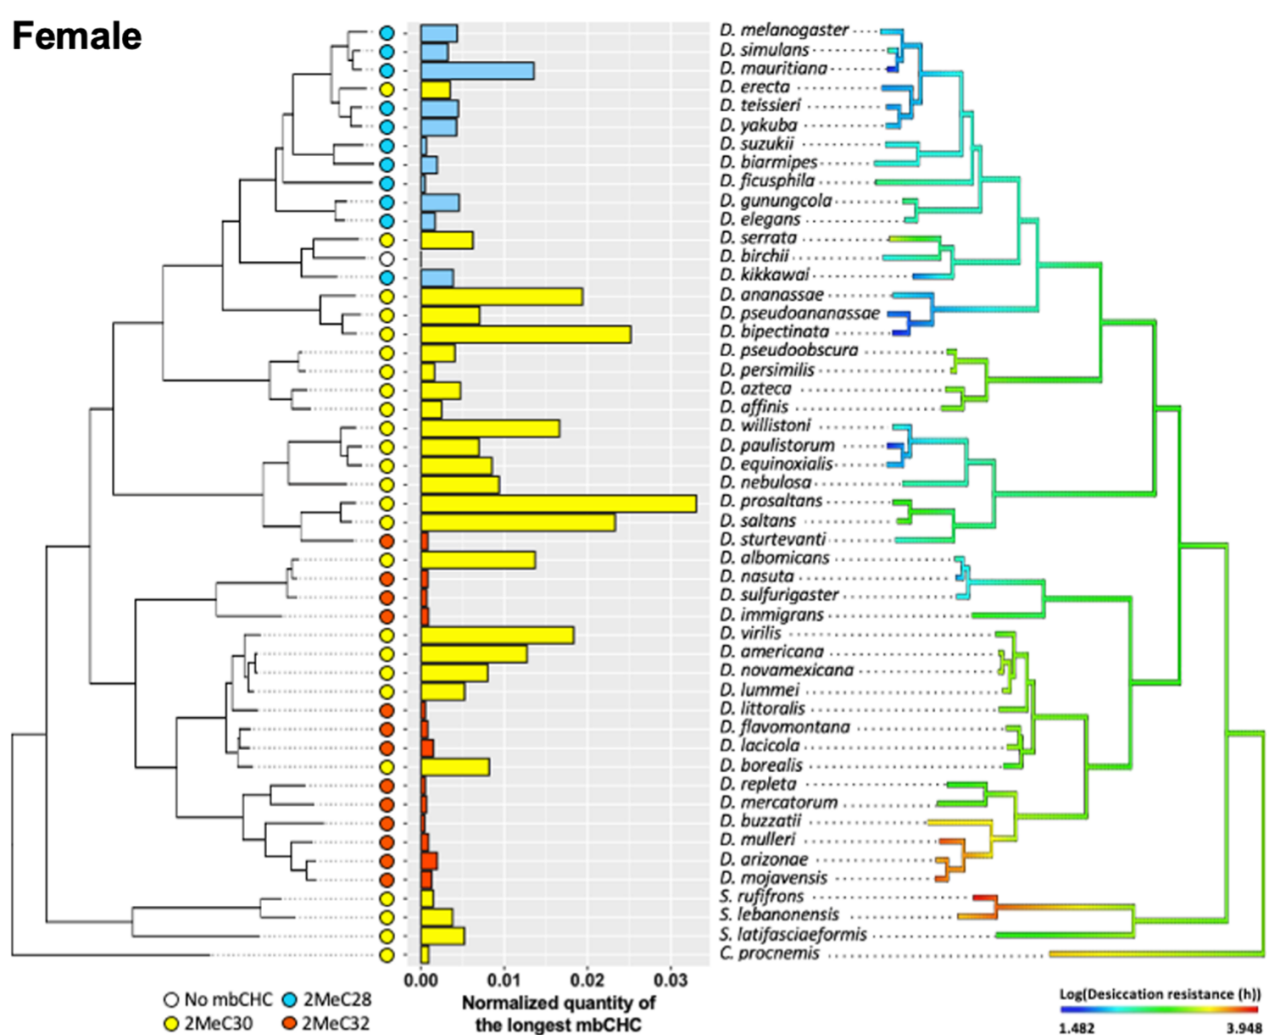 Female
D. melanogaster
D. simulans
D. mauritiana
D. erecta
D. teissieri
D. yakuba
D. suzukii
D. biarmipes
D. ficusphila
D. gunungcola
D. elegans
D. serrata
D. birchii
D. kikkawai
D. ananassae
D. pseudoananassae
D. bipectinata
D. pseudoobscura
D. persimilis
D. azteca
D. affinis
D. willistoni
D. paulistorum
D. equinoxialis
D. nebulosa
D. prosaltans
D. saltans
D. sturtevanti
D. albomicans
D. nasuta
D. sulfurigaster
D. immigrans
D. virilis
D. americana
D. novamexicana
D. lummei
D. littoralis
D. flavomontana
D. lacicola
D. borealis
D. repleta
D. mercatorum
D. buzzatii
D. mulleri
D. arizonae
D. mojavensis
S. rufifrons
S. lebanonensis
S. latifasciaeformis
C. procnemis
0.00 0.01 0.02 0.03
Normalized quantity of
the longest mbCHC
No mbCHC 2MeC28
2MeC30 2MeC32
Log(Desiccation resistance (h))
1.482 3.948